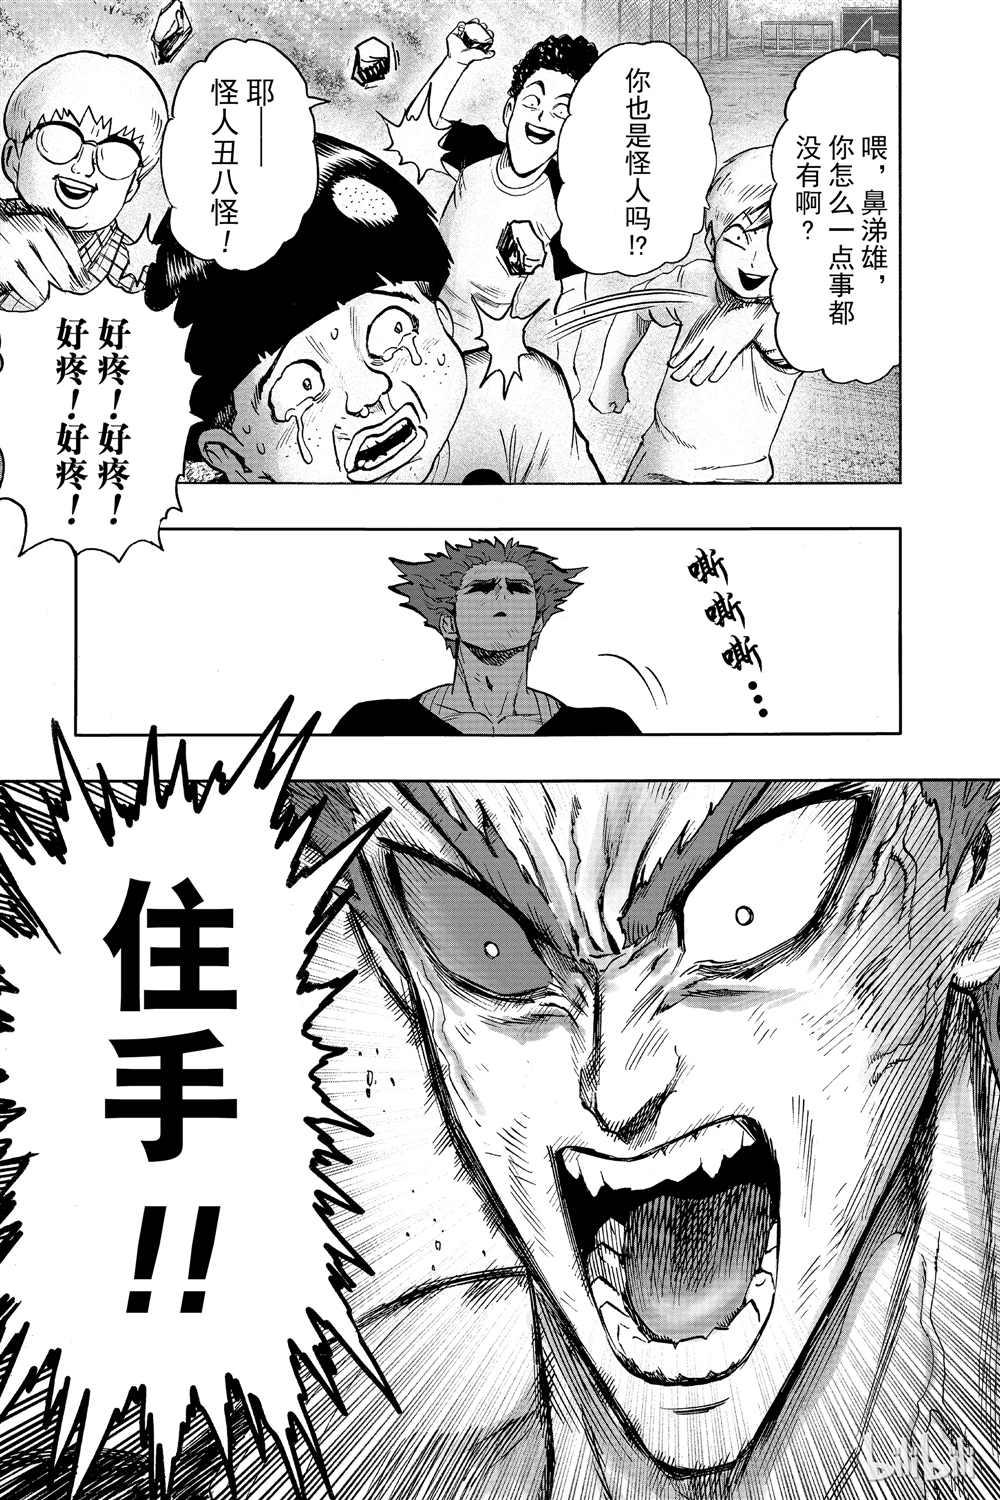 喂，鼻涕雄，
你怎么一点事都
没有啊？
你也是怪人吗!?
耶——
怪人丑八怪！
好疼！好疼！
好疼！好疼！
嘶
嘶
嘶…
住手!!
bilibili